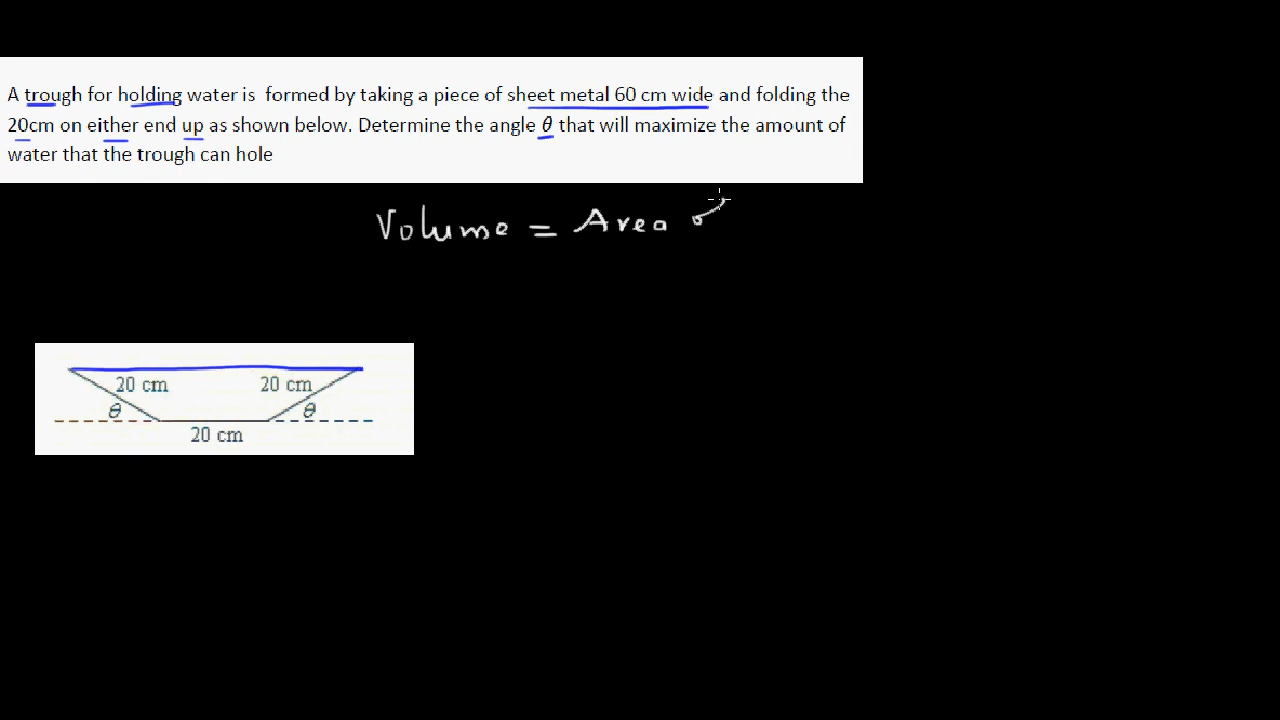 A trough for holding water is formed by taking a piece of sheet metal 60 cm wide and folding the
20cm on either end up as shown below. Determine the angle θ that will maximize the amount of
water that the trough can hole
Volume = Area
20 cm 20 cm
θ θ
20 cm